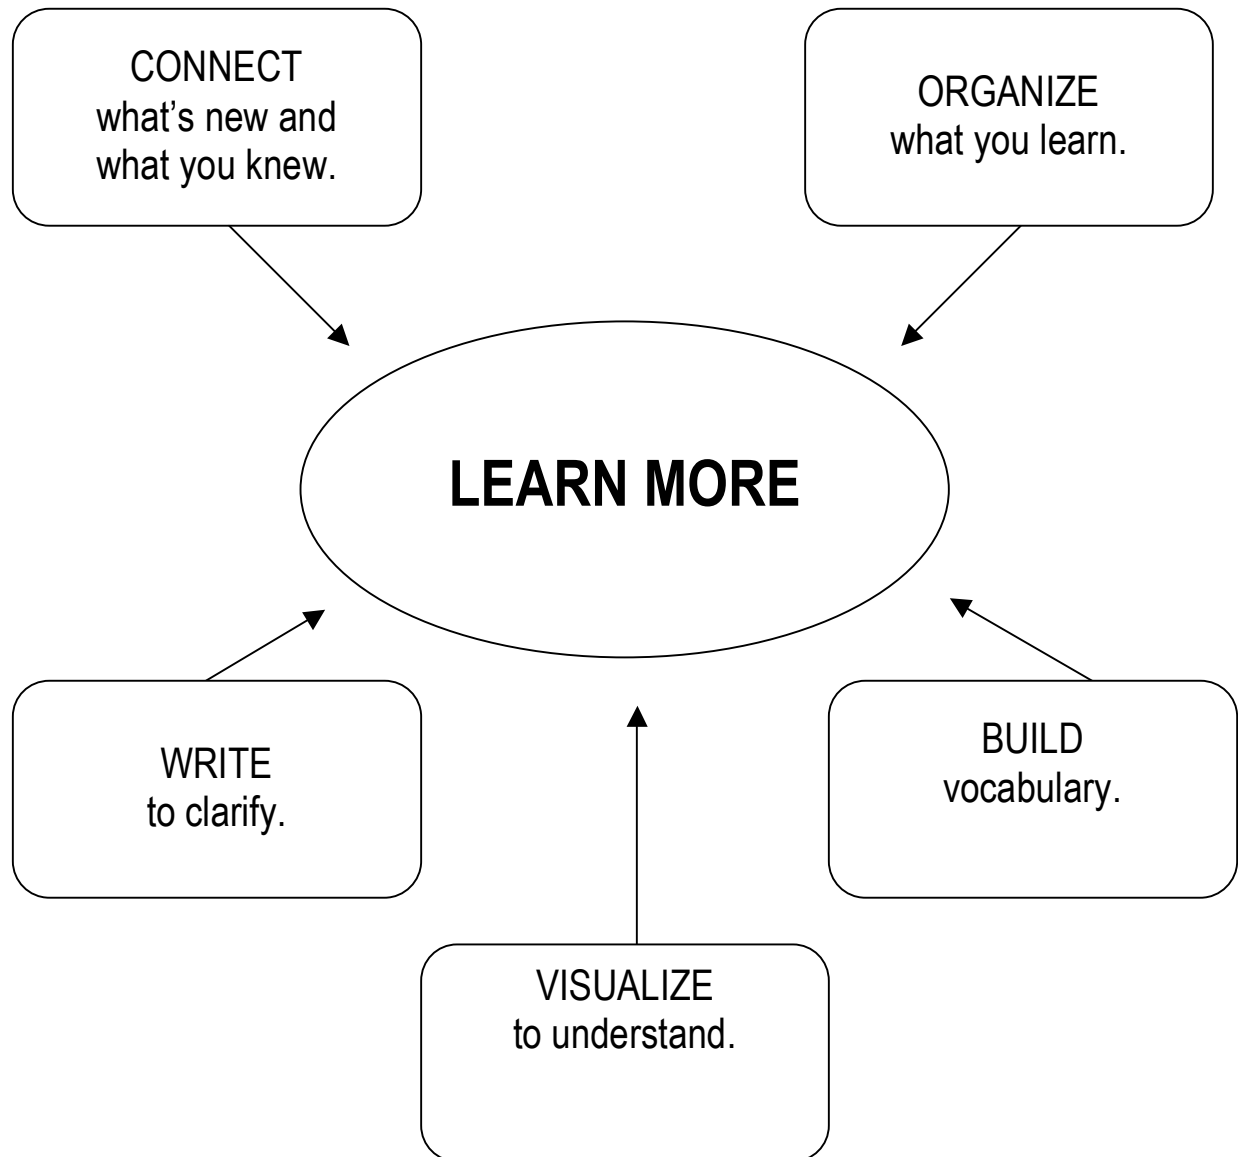 CONNECT
what's new and
what you knew.
ORGANIZE
what you learn.
LEARN MORE
WRITE
to clarify.
BUILD
vocabulary.
VISUALIZE
to understand.